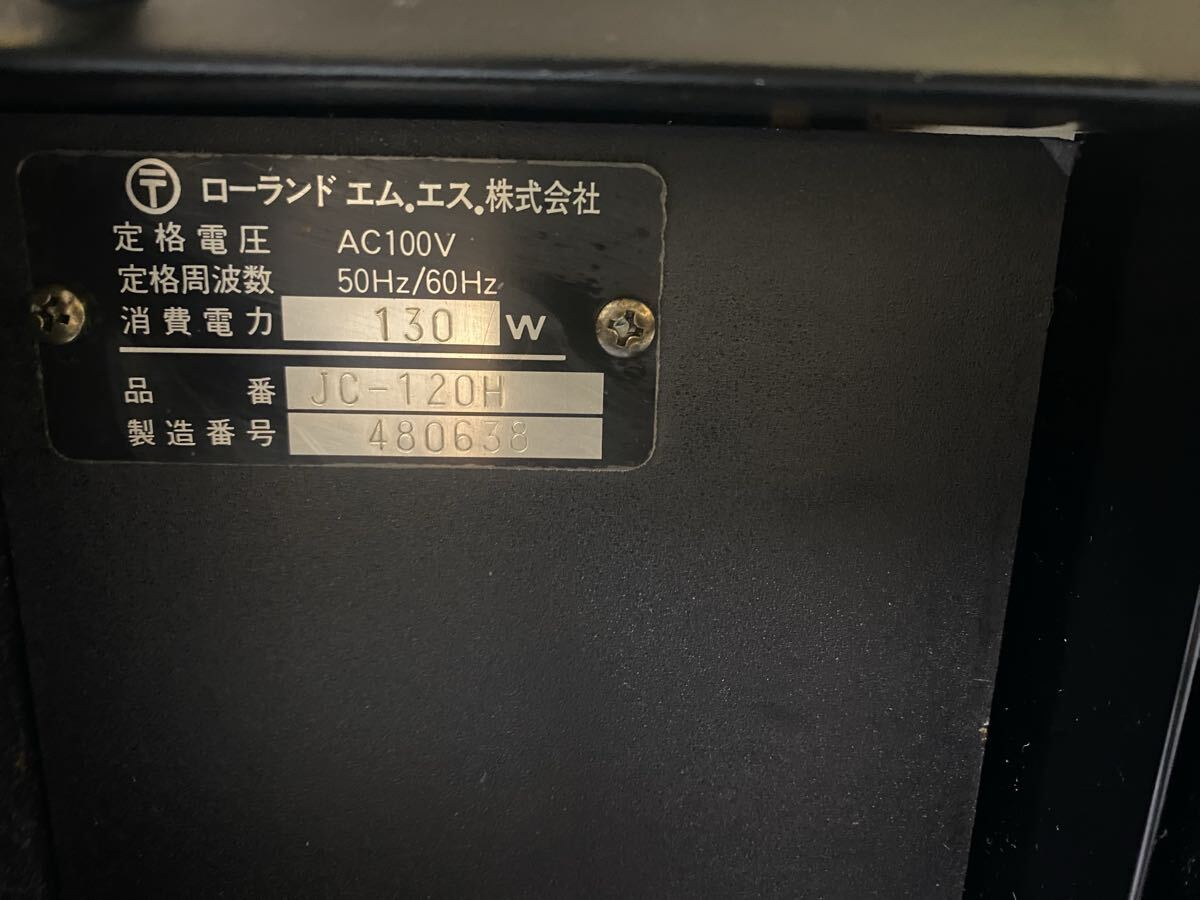 〒 ローランド エム.エス.株式会社
定格電圧 AC100V
定格周波数 50Hz/60Hz
消費電力 130 W
品番 JC-120H
製造番号 480638